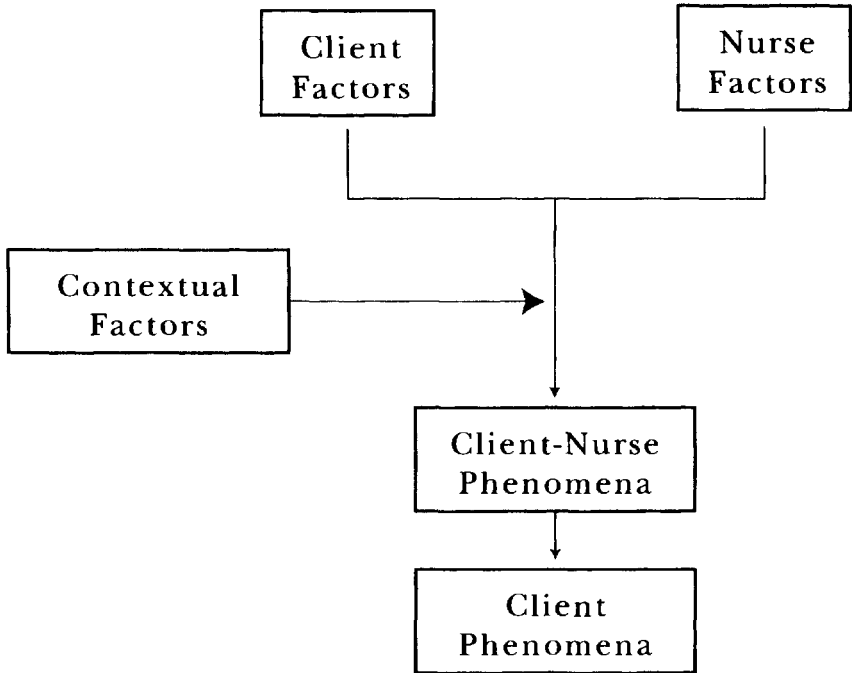 Client
Factors
Nurse
Factors
Contextual
Factors
Client-Nurse
Phenomena
Client
Phenomena